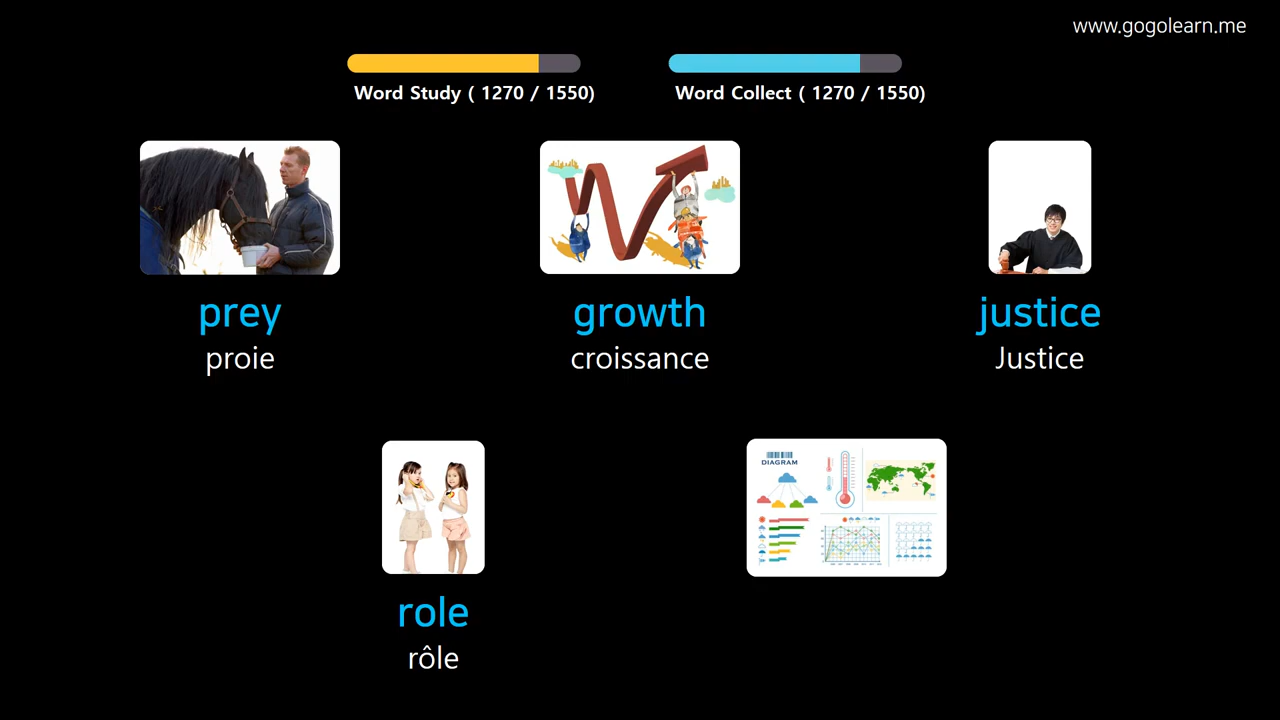 www.gogolearn.me
Word Study ( 1270 / 1550)
Word Collect ( 1270 / 1550)
prey
proie
growth
croissance
justice
Justice
DIAGRAM
role
rôle